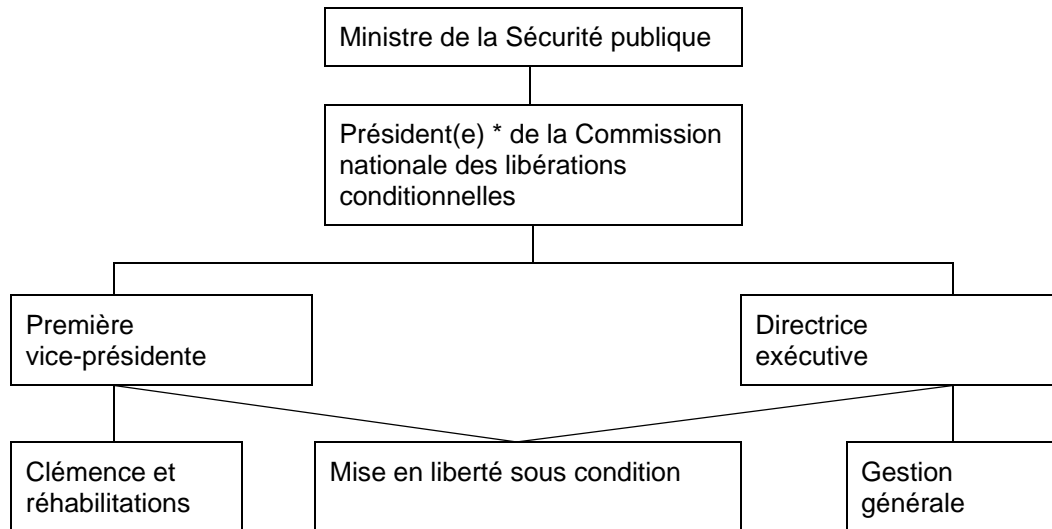 Ministre de la Sécurité publique
Président(e) * de la Commission
nationale des libérations
conditionnelles
Première
vice-présidente
Directrice
exécutive
Clémence et
réhabilitations
Mise en liberté sous condition
Gestion
générale